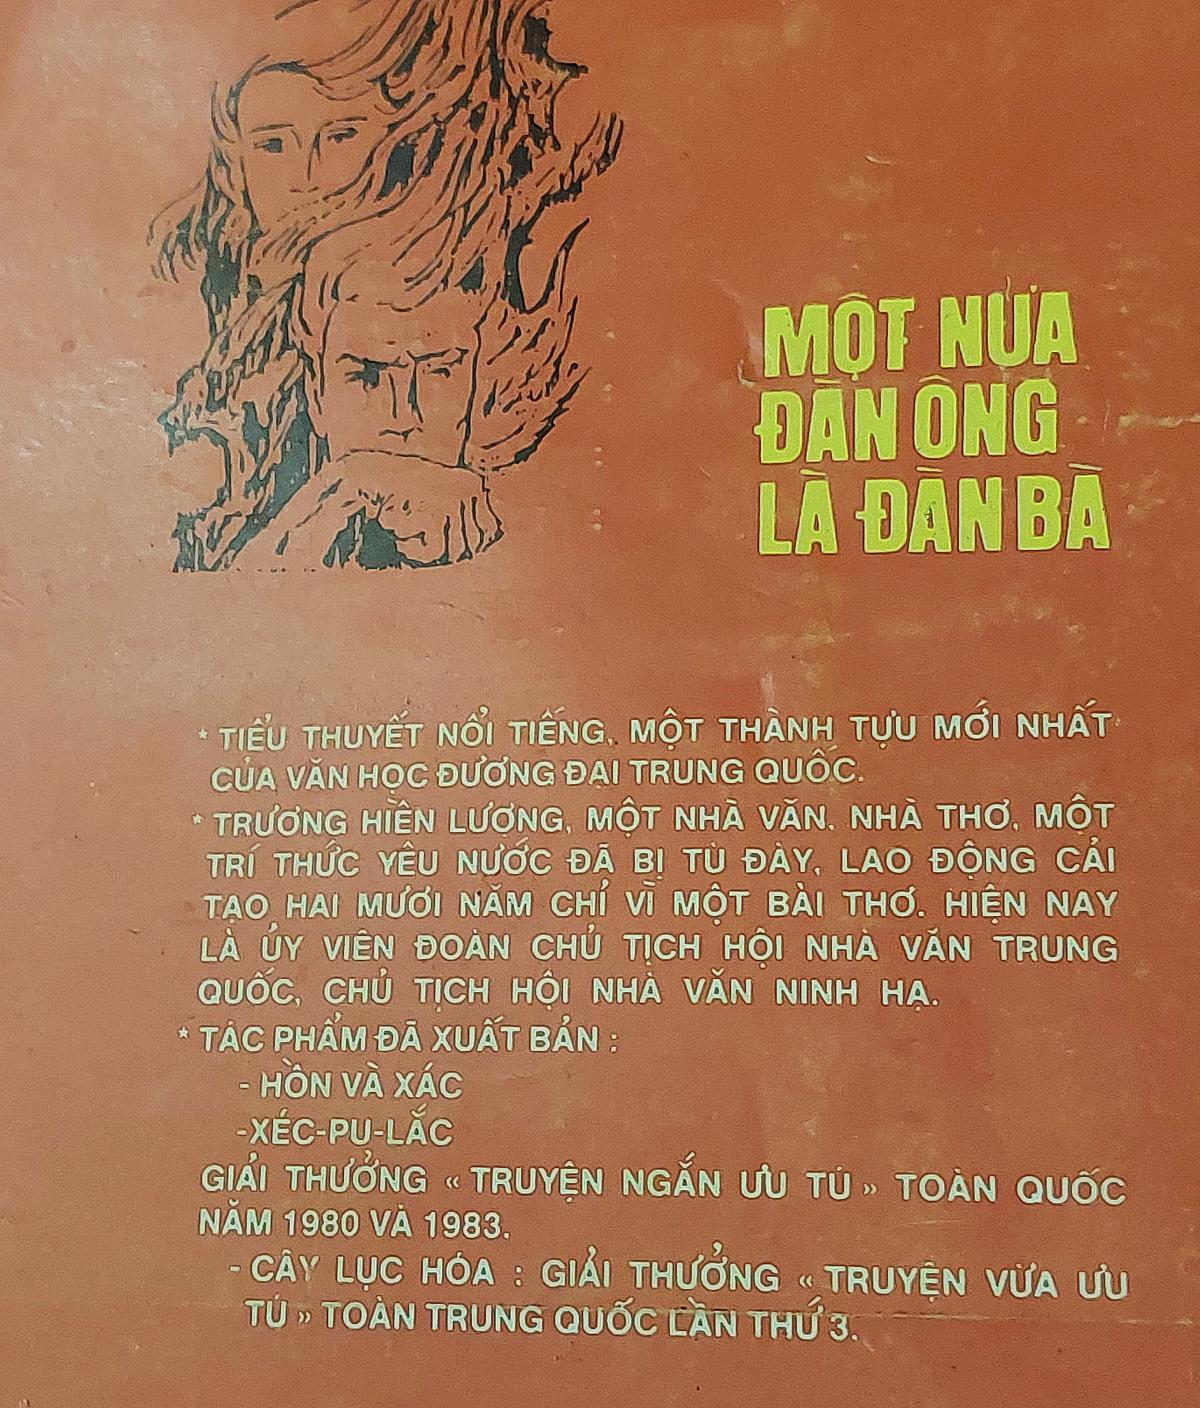 MỘT NỬA
ĐÀN ÔNG
LÀ ĐÀN BÀ
* TIỂU THUYẾT NỔI TIẾNG, MỘT THÀNH TỰU MỚI NHẤT
CỦA VĂN HỌC ĐƯƠNG ĐẠI TRUNG QUỐC.
* TRƯƠNG HIỀN LƯỢNG, MỘT NHÀ VĂN, NHÀ THƠ, MỘT
TRÍ THỨC YÊU NƯỚC ĐÃ BỊ TÙ ĐÀY, LAO ĐỘNG CẢI
TẠO HAI MƯƠI NĂM CHỈ VÌ MỘT BÀI THƠ. HIỆN NAY
LÀ ỦY VIÊN ĐOÀN CHỦ TỊCH HỘI NHÀ VĂN TRUNG
QUỐC, CHỦ TỊCH HỘI NHÀ VĂN NINH HẠ.
* TÁC PHẨM ĐÃ XUẤT BẢN :
- HỒN VÀ XÁC
-XÉC-PU-LẮC
GIẢI THƯỞNG « TRUYỆN NGẮN ƯU TÚ » TOÀN QUỐC
NĂM 1980 VÀ 1983.
- CÂY LỤC HÓA : GIẢI THƯỞNG « TRUYỆN VỪA ƯU
TÚ » TOÀN TRUNG QUỐC LẦN THỨ 3.